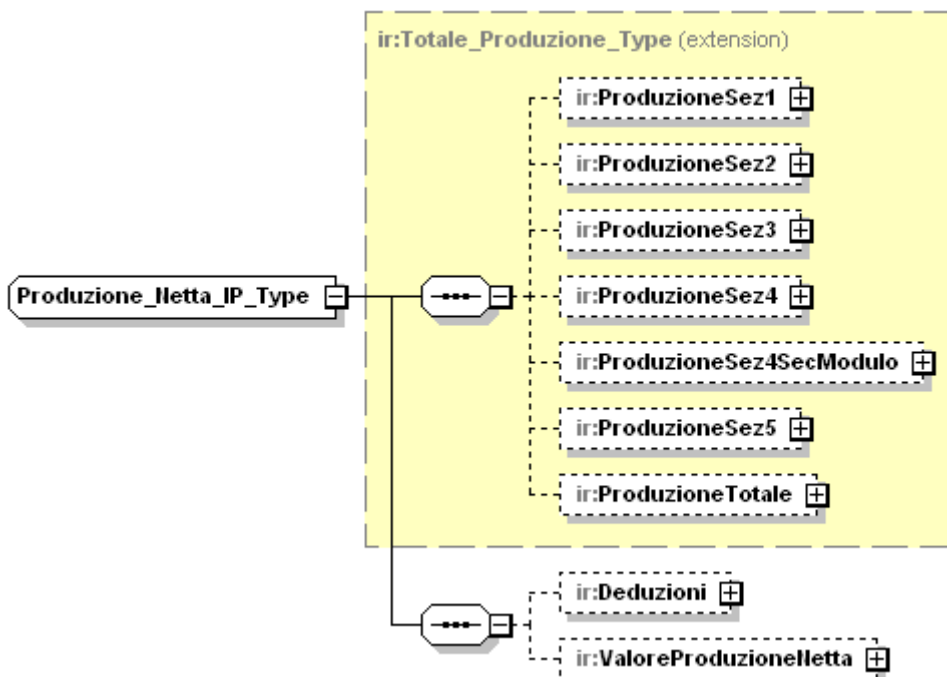 ir:Totale_Produzione_Type (extension)
ir:ProduzioneSez1
ir:ProduzioneSez2
ir:ProduzioneSez3
Produzione_Netta_IP_Type
ir:ProduzioneSez4
ir:ProduzioneSez4SecModulo
ir:ProduzioneSez5
ir:ProduzioneTotale
ir:Deduzioni
ir:ValoreProduzioneNetta